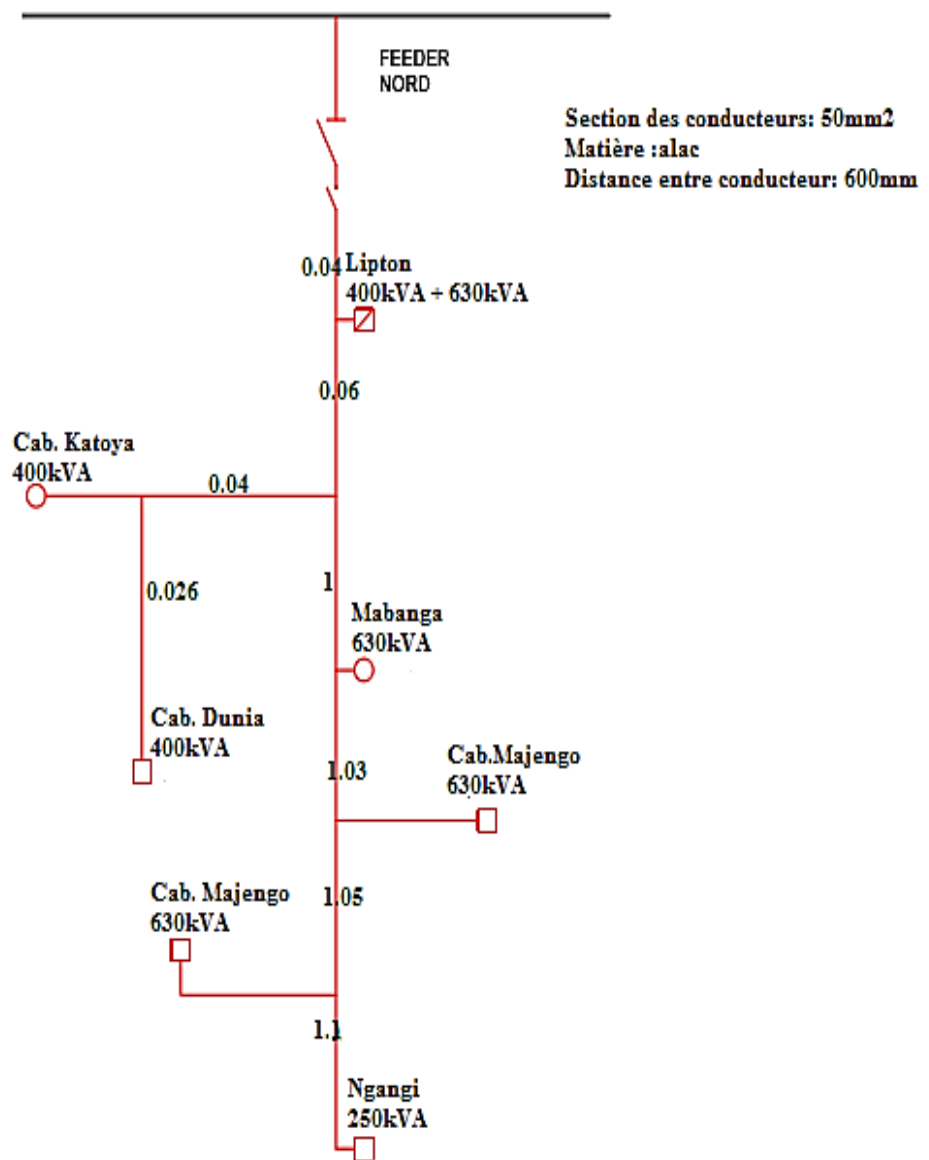 FEEDER
NORD
Section des conducteurs: 50mm2
Matière :alac
Distance entre conducteur: 600mm
0.04
Lipton
400kVA + 630kVA
0.06
Cab. Katoya
400kVA
0.04
0.026
1
Mabanga
630kVA
Cab. Dunia
400kVA
1.03
Cab.Majengo
630kVA
Cab. Majengo
630kVA
1.05
1.1
Ngangi
250kVA